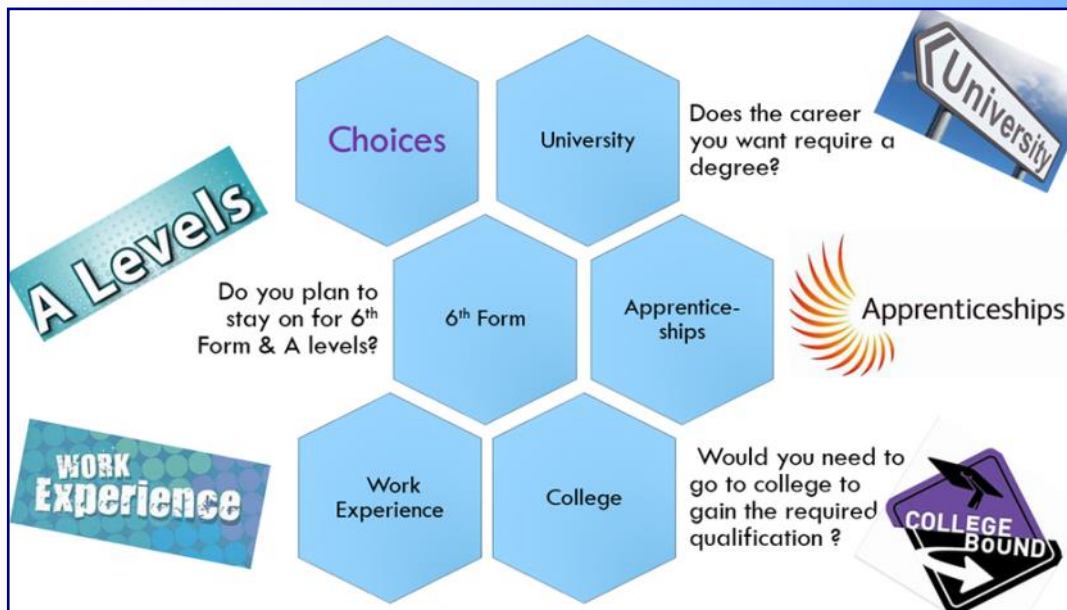 Choices
University
Does the career
you want require a
degree?
University
A Levels
Do you plan to
stay on for 6th
Form & A levels?
6th Form
Apprentice-
ships
Apprenticeships
WORK
Experience
Work
Experience
College
Would you need to
go to college to
gain the required
qualification ?
COLLEGE
BOUND